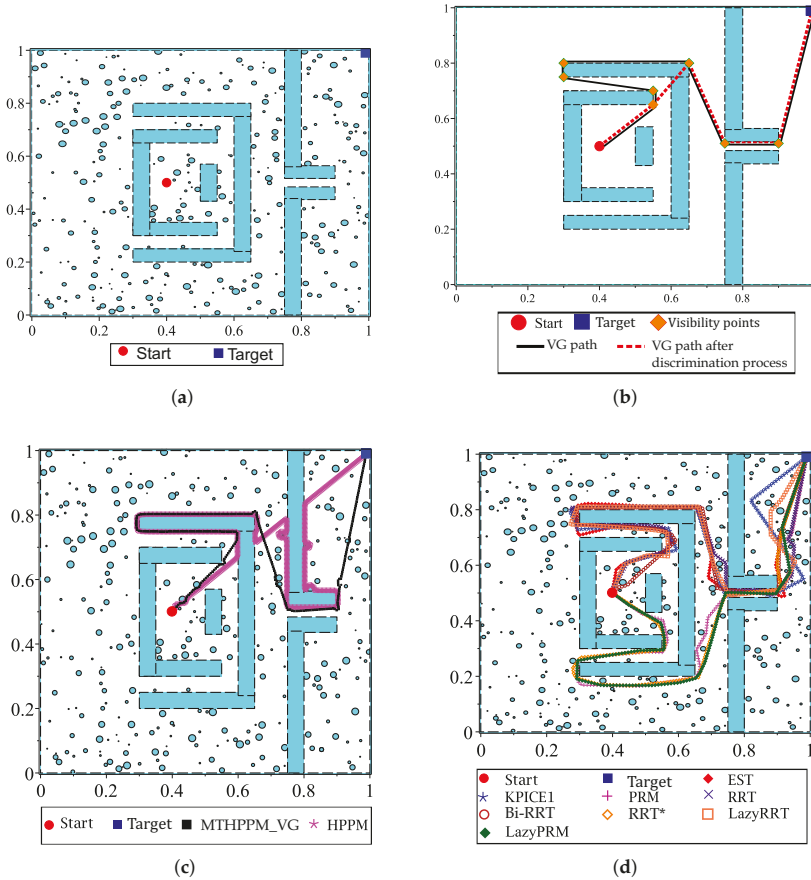 1
0.8
0.6
0.4
0.2
0
0 0.2 0.4 0.6 0.8 1
Start Target
(a)
1
0.8
0.6
0.4
0.2
0
0 0.2 0.4 0.6 0.8
Start Target Visibility points
VG path VG path after
discrimination process
(b)
1
0.8
0.6
0.4
0.2
0
0 0.2 0.4 0.6 0.8 1
Start Target MTHPPM_VG HPPM
(c)
1
0.8
0.6
0.4
0.2
0
0 0.2 0.4 0.6 0.8 1
Start Target EST
KPICE1 PRM RRT
Bi-RRT RRT* LazyRRT
LazyPRM
(d)